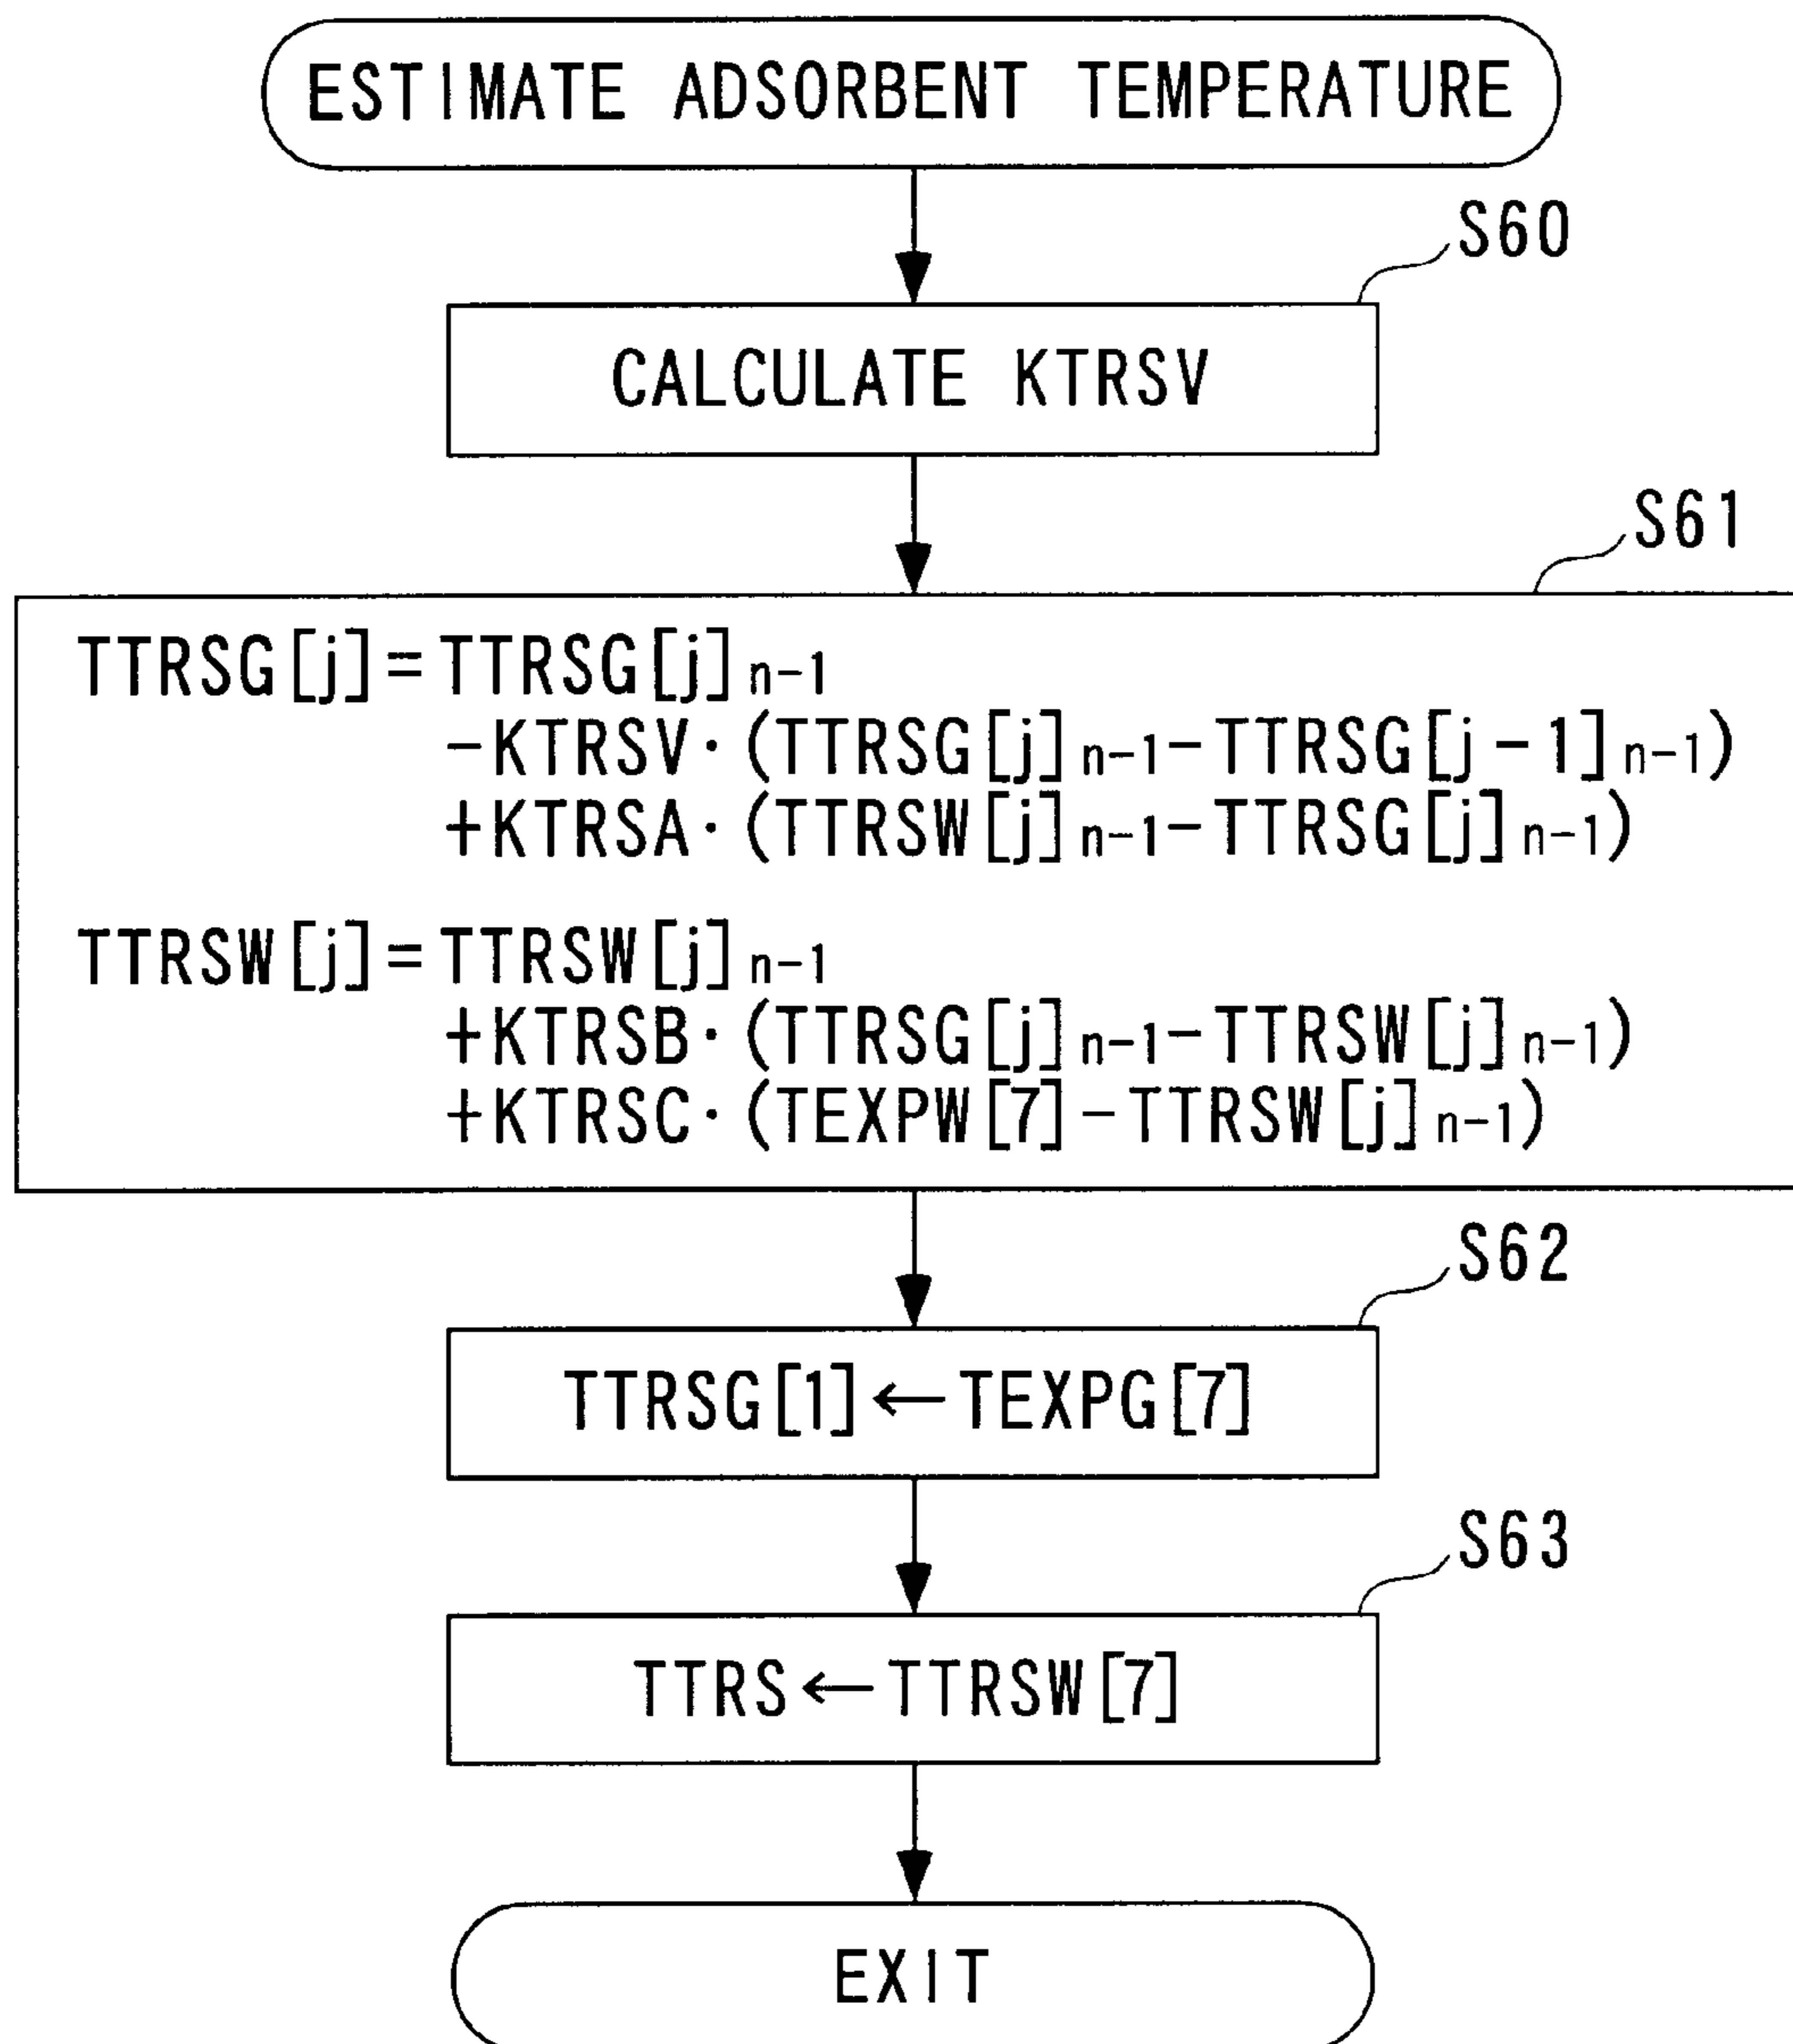 ESTIMATE ADSORBENT TEMPERATURE
S60
CALCULATE KTRSV
S61
TTRSG[j]=TTRSG[j]n-1
-KTRSV·(TTRSG[j]n-1-TTRSG[j-1]n-1)
+KTRSA·(TTRSW[j]n-1-TTRSG[j]n-1)
TTRSW[j]=TTRSW[j]n-1
+KTRSB·(TTRSG[j]n-1-TTRSW[j]n-1)
+KTRSC·(TEXPW[7]-TTRSW[j]n-1)
S62
TTRSG[1]←TEXPG[7]
S63
TTRS←TTRSW[7]
EXIT